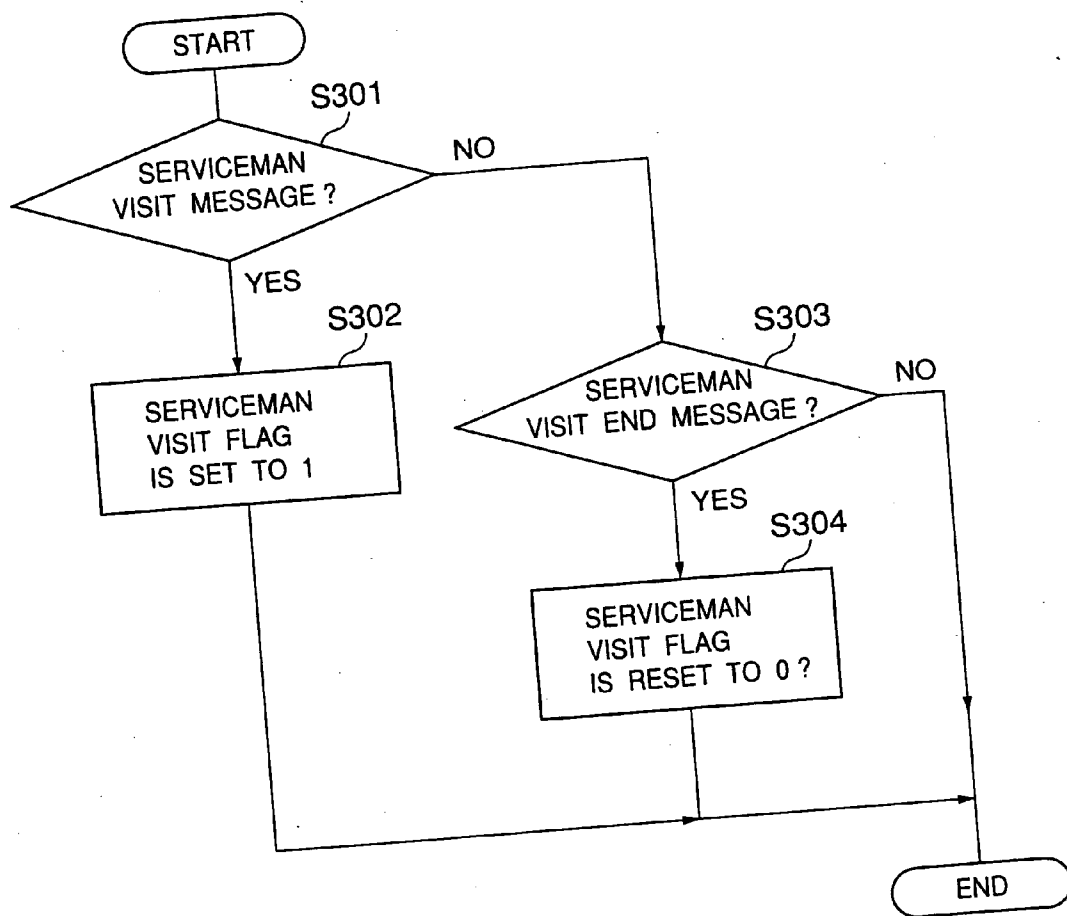 START
S301
SERVICEMAN
VISIT MESSAGE?
NO
YES
S302
SERVICEMAN
VISIT FLAG
IS SET TO 1
S303
SERVICEMAN
VISIT END MESSAGE?
NO
YES
S304
SERVICEMAN
VISIT FLAG
IS RESET TO 0?
END